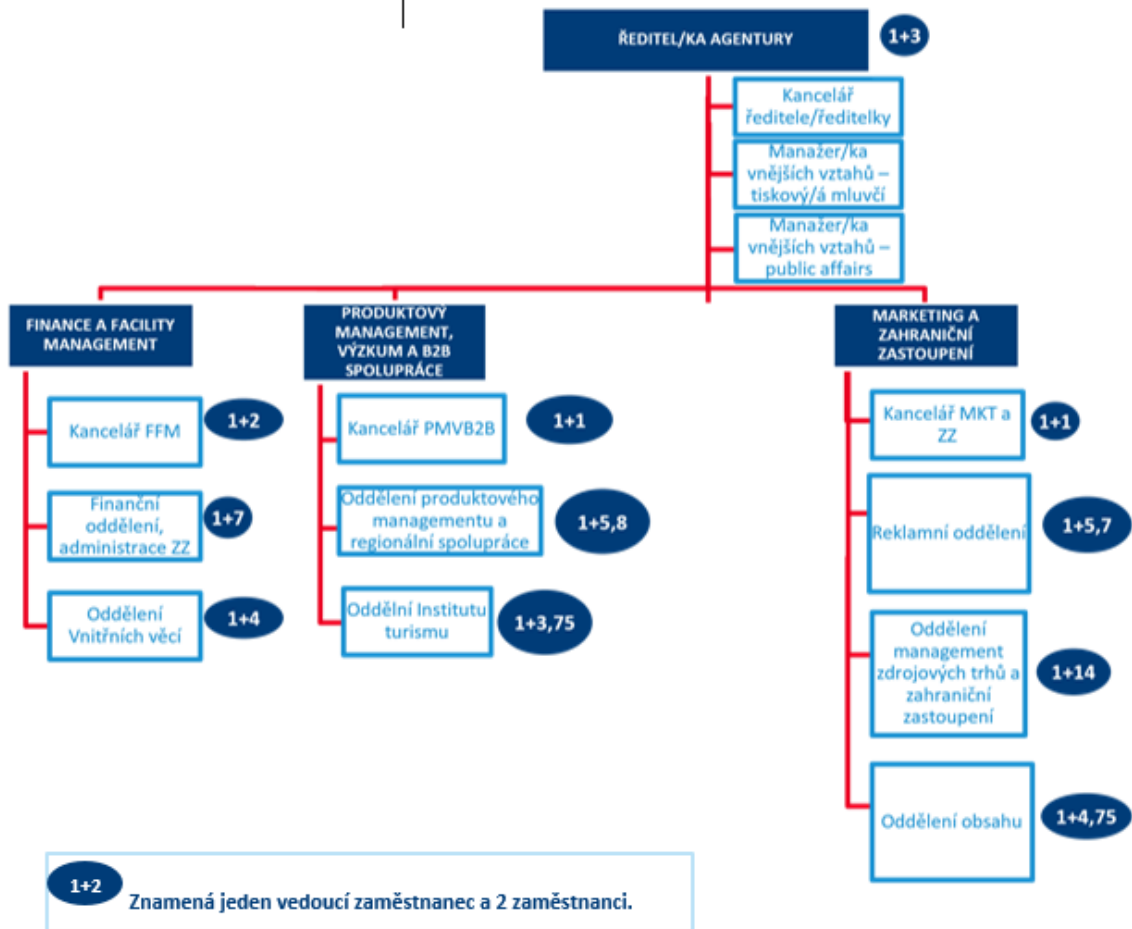 ŘEDITEL/KA AGENTURY
1+3
Kancelář
ředitele/ředitelky
Manažer/ka
vnějších vztahů –
tiskový/á mluvčí
Manažer/ka
vnějších vztahů –
public affairs
FINANCE A FACILITY
MANAGEMENT
Kancelář FFM
1+2
Finanční
oddělení,
administrace ZZ
1+7
Oddělení
Vnitřních věcí
1+4
PRODUKTOVÝ
MANAGEMENT,
VÝZKUM A B2B
SPOLUPRÁCE
Kancelář PMVB2B
1+1
Oddělení produktového
managementu a
regionální spolupráce
1+5,8
Oddělní Institutu
turismu
1+3,75
MARKETING A
ZAHRANIČNÍ
ZASTOUPENÍ
Kancelář MKT a
ZZ
1+1
Reklamní oddělení
1+5,7
Oddělení
management
zdrojových trhů a
zahraniční
zastoupení
1+14
Oddělení obsahu
1+4,75
1+2
Znamená jeden vedoucí zaměstnanec a 2 zaměstnanci.